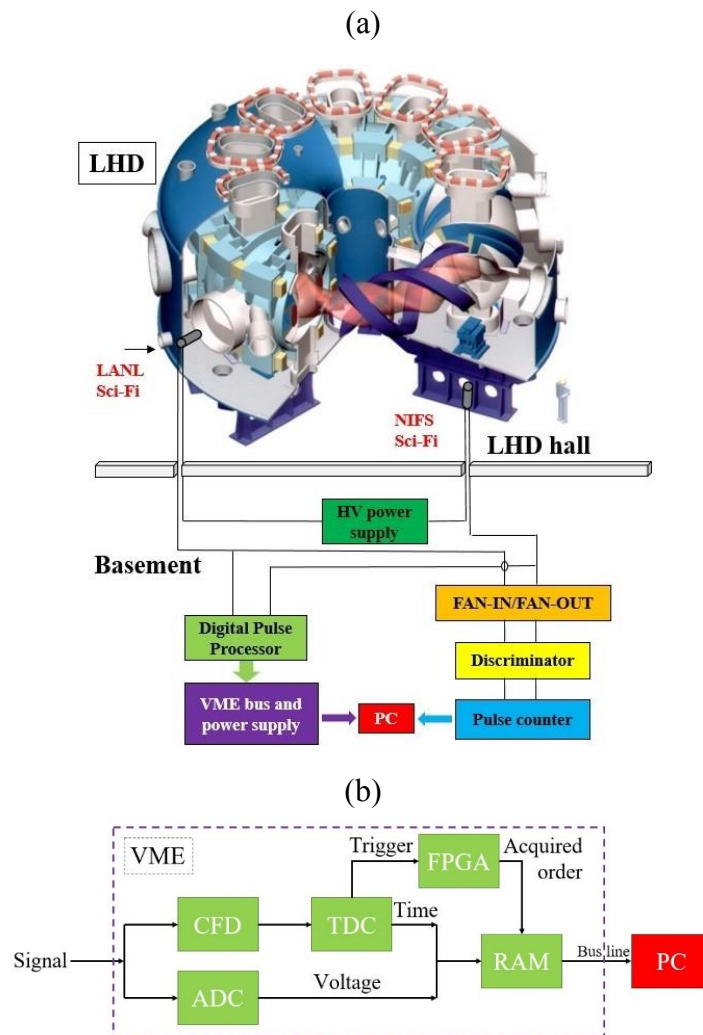 (a)
LHD
LANL
Sci-Fi
NIFS
Sci-Fi
LHD hall
HV power
supply
Basement
FAN-IN/FAN-OUT
Digital Pulse
Processor
Discriminator
VME bus and
power supply
PC
Pulse counter
(b)
VME
Trigger
FPGA
Acquired
order
CFD
TDC
Time
Signal
RAM
Bus line
PC
ADC
Voltage